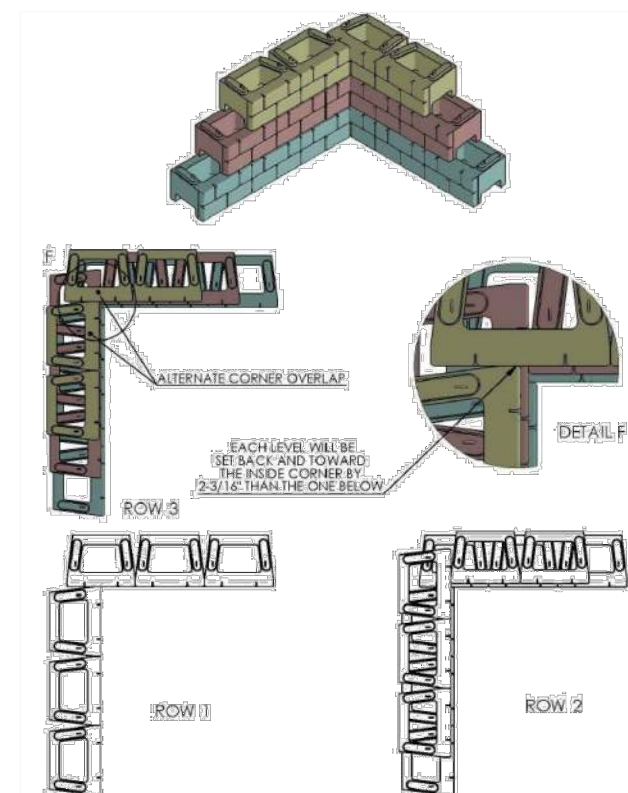 F
ALTERNATE CORNER OVERLAP
EACH LEVEL WILL BE
SET BACK AND TOWARD
THE INSIDE CORNER BY
2-3/16" THAN THE ONE BELOW
DETAIL F
ROW 3
ROW 1
ROW 2